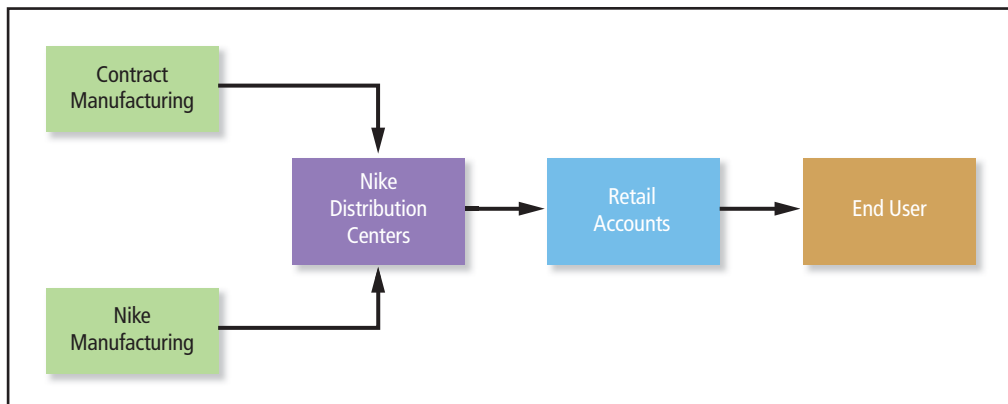 Contract
Manufacturing
Nike
Distribution
Centers
Retail
Accounts
End User
Nike
Manufacturing